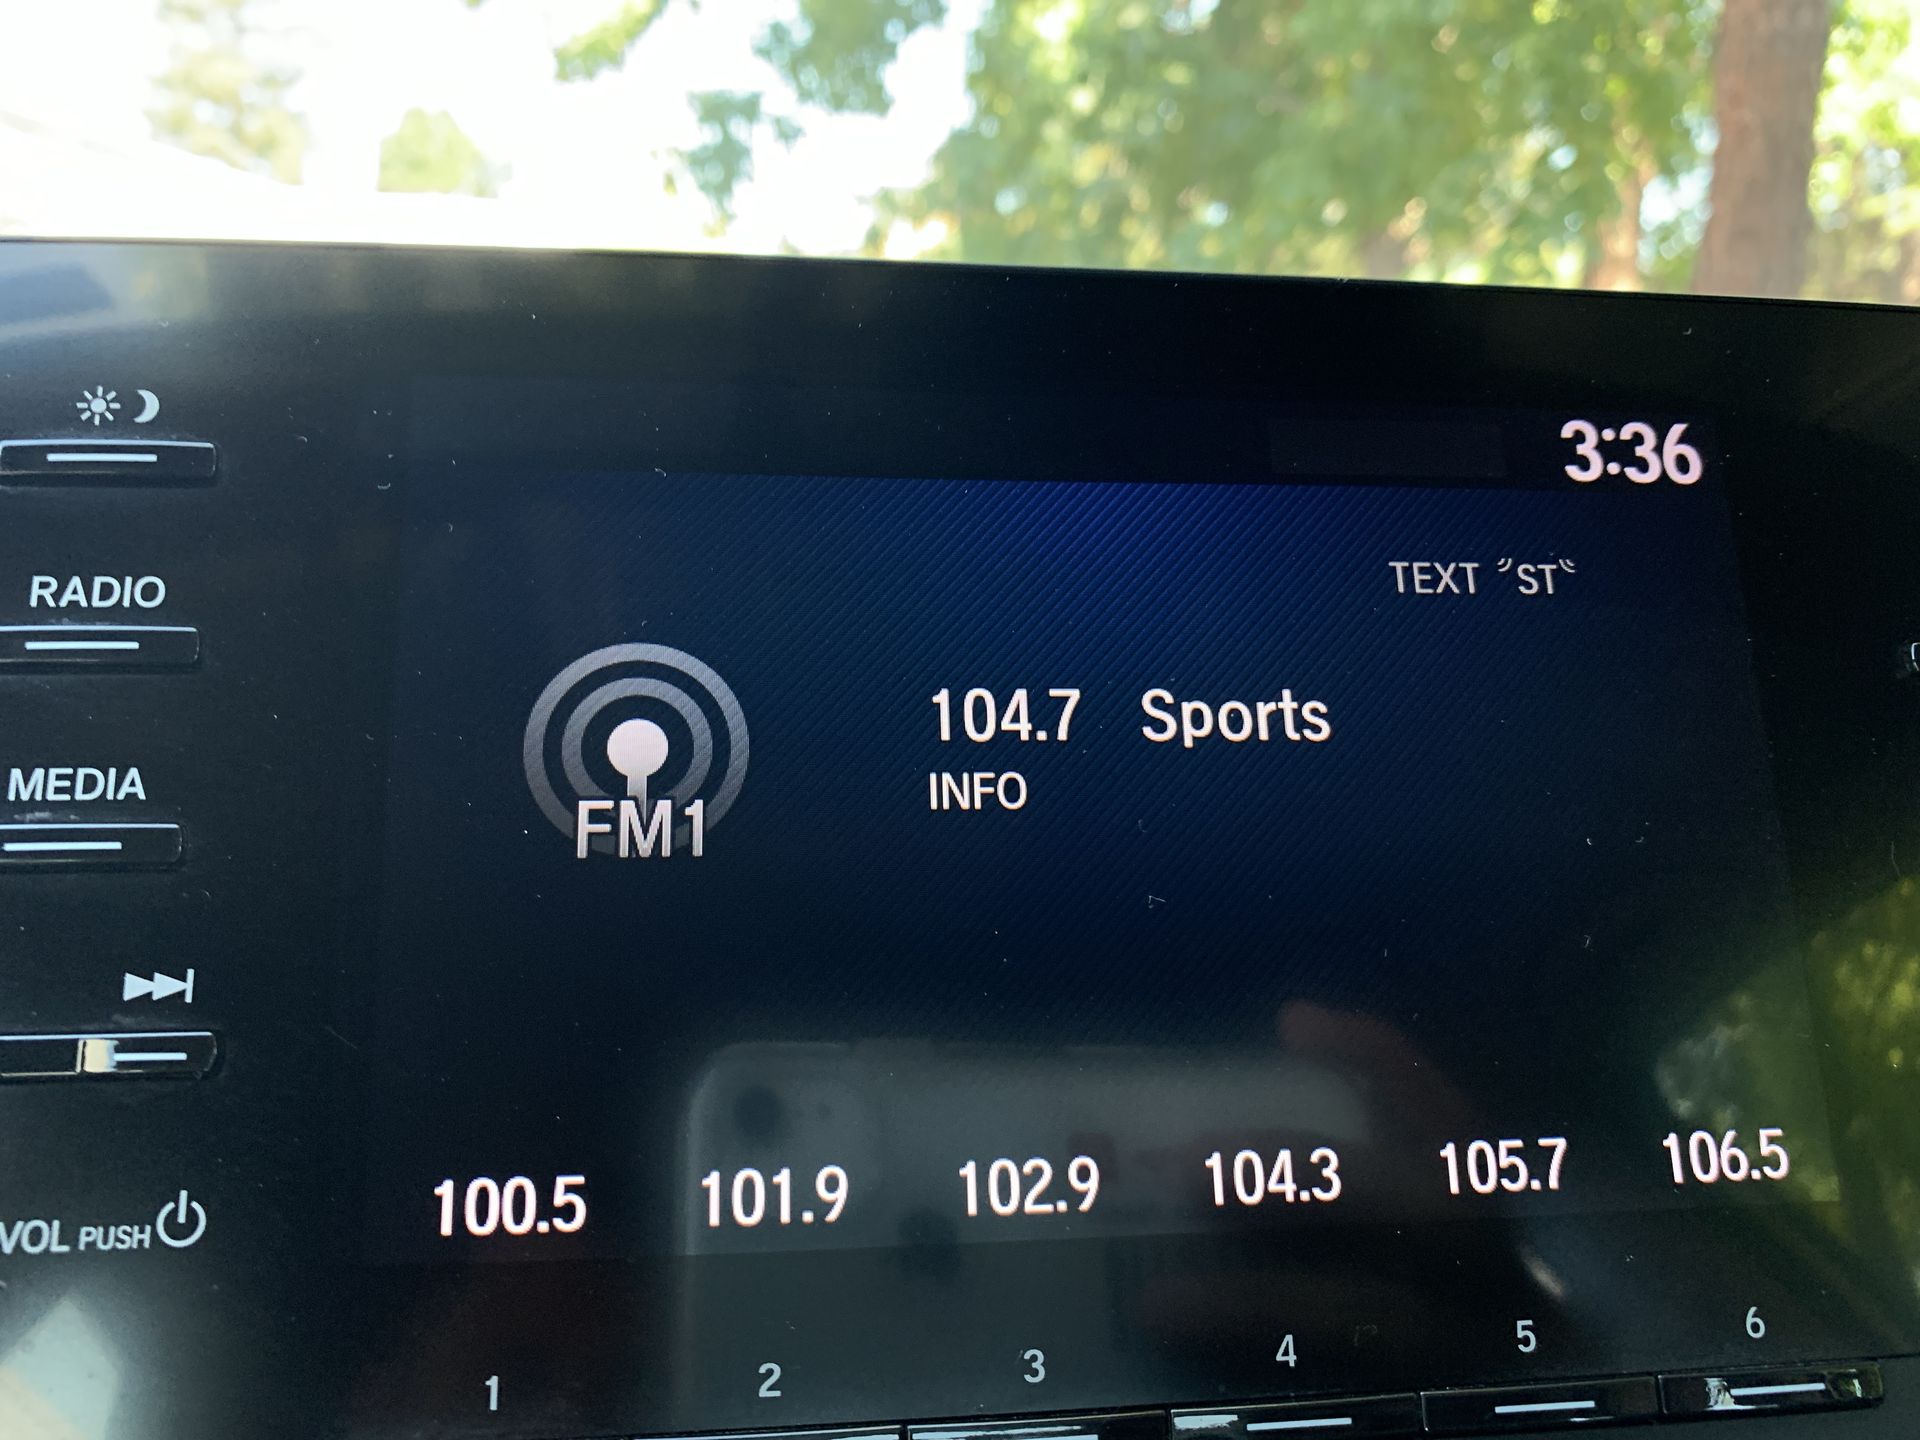 3:36
RADIO
TEXT ST
104.7 Sports
MEDIA
INFO
FM1
VOL PUSH
100.5 101.9 102.9 104.3 105.7 106.5
1 2 3 4 5 6